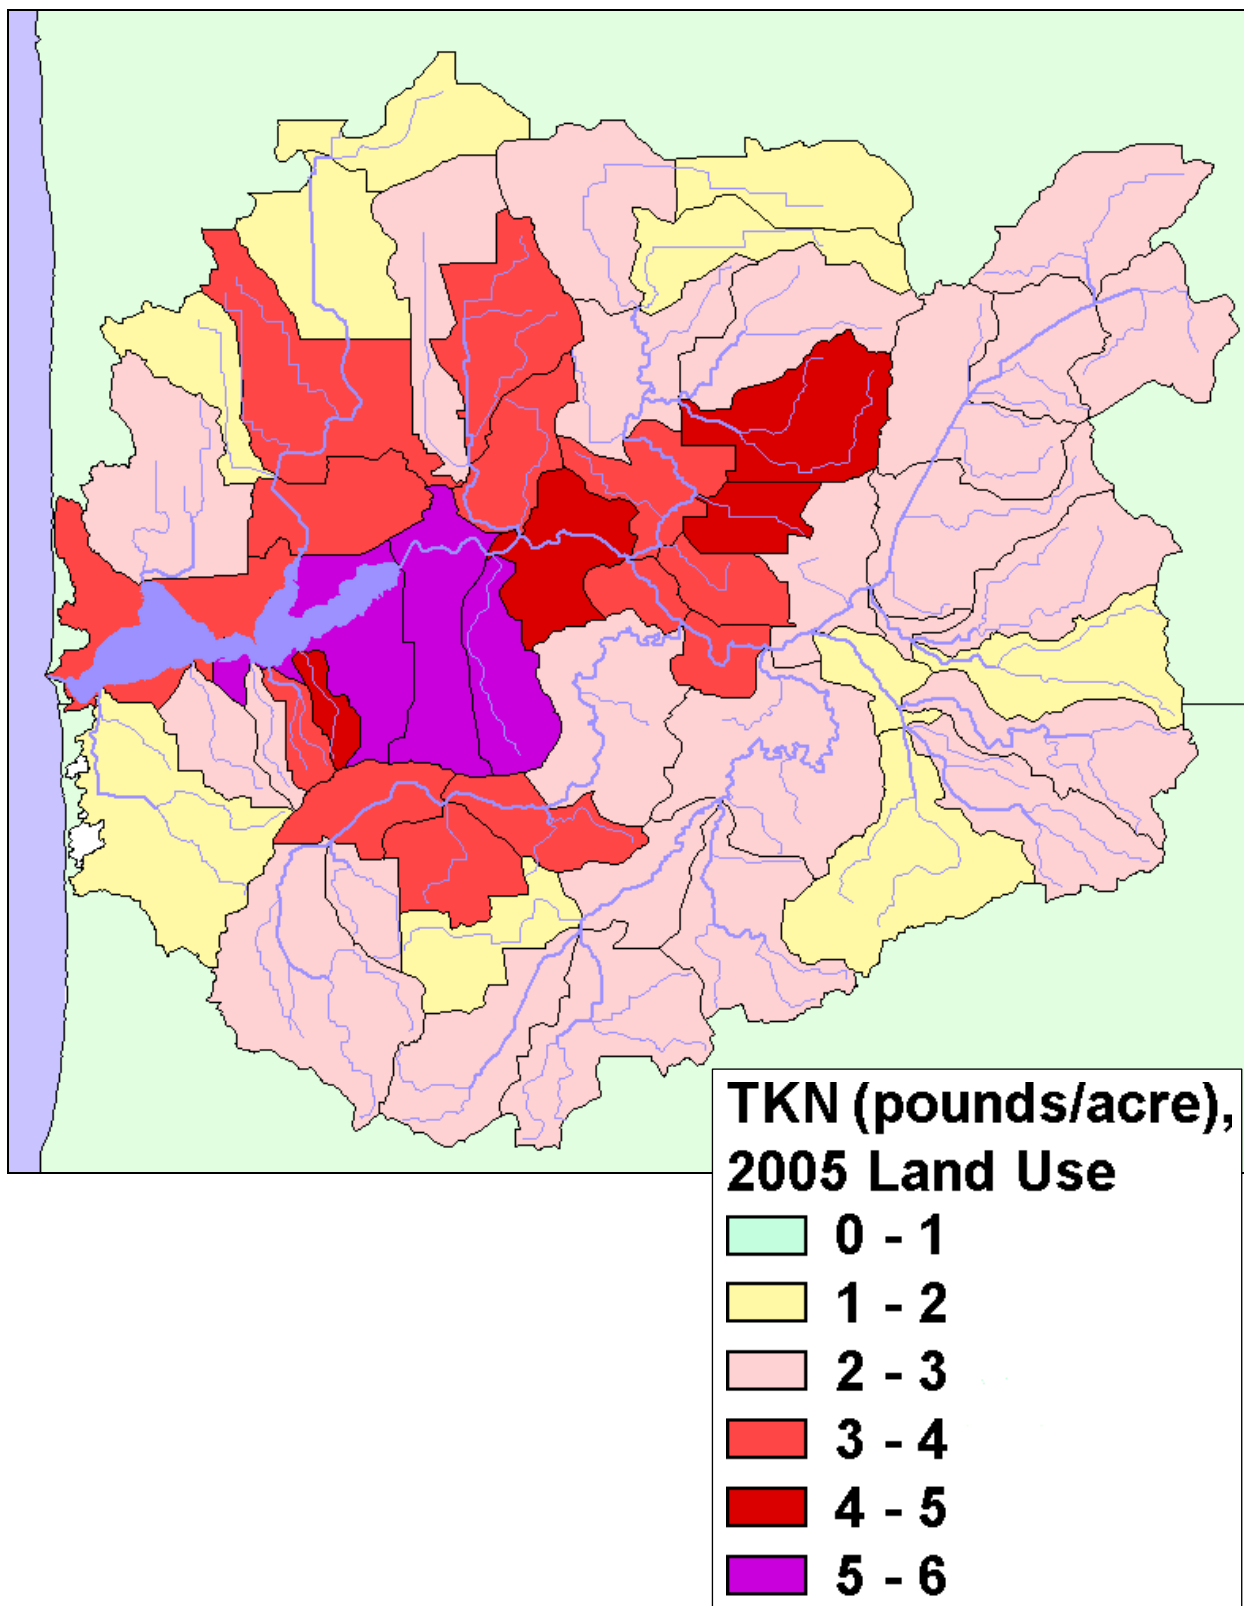 TKN (pounds/acre),
2005 Land Use
0 - 1
1 - 2
2 - 3
3 - 4
4 - 5
5 - 6